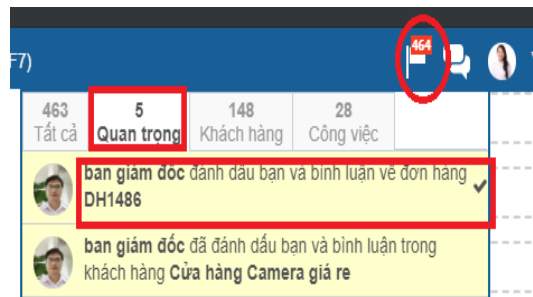 F7)
464
463 5 148 28
Tất cả Quan trọng Khách hàng Công việc
ban giám đốc đánh dấu bạn và bình luận về đơn hàng
DH1486
ban giám đốc đã đánh dấu bạn và bình luận trong
khách hàng Cửa hàng Camera giá re